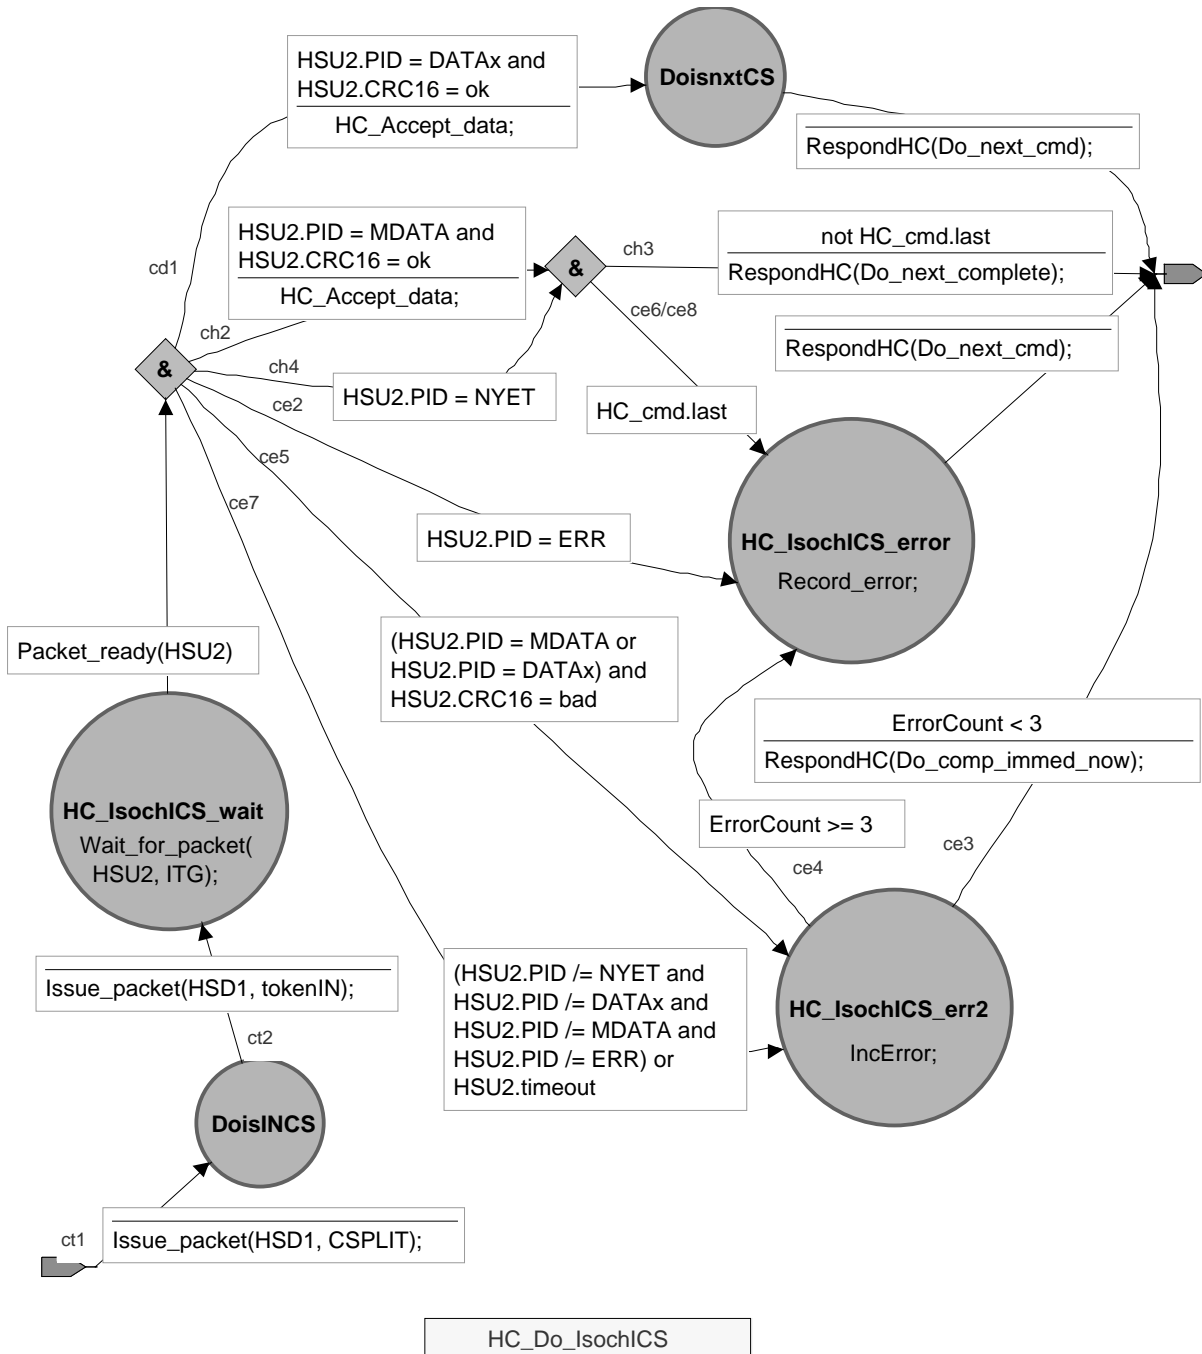 HSU2.PID = DATAx and
HSU2.CRC16 = ok
HC_Accept_data;
DoisnxtCS
RespondHC(Do_next_cmd);
cd1
HSU2.PID = MDATA and
HSU2.CRC16 = ok
HC_Accept_data;
&
ch3
not HC_cmd.last
RespondHC(Do_next_complete);
ce6/ce8
RespondHC(Do_next_cmd);
ch2
&
ch4
HSU2.PID = NYET
ce2
HC_cmd.last
ce5
ce7
HSU2.PID = ERR
HC_IsochICS_error
Record_error;
Packet_ready(HSU2)
(HSU2.PID = MDATA or
HSU2.PID = DATAx) and
HSU2.CRC16 = bad
ErrorCount < 3
RespondHC(Do_comp_immed_now);
HC_IsochICS_wait
Wait_for_packet(
HSU2, ITG);
ErrorCount >= 3
ce3
ce4
Issue_packet(HSD1, tokenIN);
(HSU2.PID /= NYET and
HSU2.PID /= DATAx and
HSU2.PID /= MDATA and
HSU2.PID /= ERR) or
HSU2.timeout
HC_IsochICS_err2
IncError;
ct2
DoisINCS
ct1
Issue_packet(HSD1, CSPLIT);
HC_Do_IsochICS